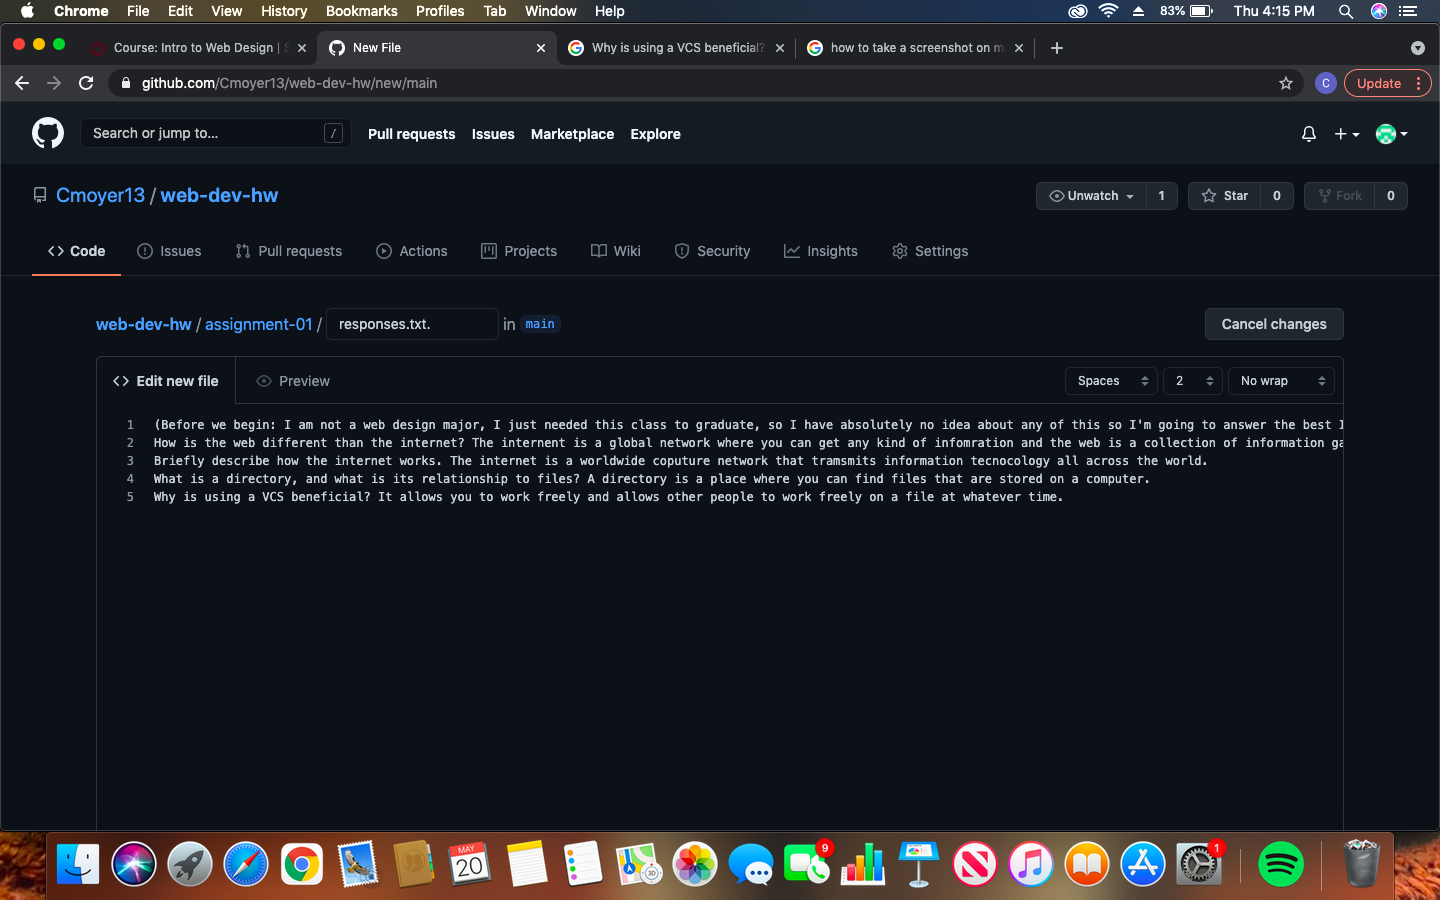 Chrome File Edit View History Bookmarks Profiles Tab Window Help 83% Thu 4:15 PM
Course: Intro to Web Design | New File Why is using a VCS beneficial? how to take a screenshot on m
github.com/Cmoyer13/web-dev-hw/new/main C Update
Search or jump to... / Pull requests Issues Marketplace Explore
Cmoyer13 / web-dev-hw Unwatch 1 Star 0 Fork 0
Code Issues Pull requests Actions Projects Wiki Security Insights Settings
web-dev-hw / assignment-01 / responses.txt. in main Cancel changes
<> Edit new file Preview Spaces 2 No wrap
1 (Before we begin: I am not a web design major, I just needed this class to graduate, so I have absolutely no idea about any of this so I'm going to answer the best I
2 How is the web different than the internet? The internent is a global network where you can get any kind of infomration and the web is a collection of information ga
3 Briefly describe how the internet works. The internet is a worldwide coputure network that tramsmits information tecnocology all across the world.
4 What is a directory, and what is its relationship to files? A directory is a place where you can find files that are stored on a computer.
5 Why is using a VCS beneficial? It allows you to work freely and allows other people to work freely on a file at whatever time.
MAY
20
3D
9
1